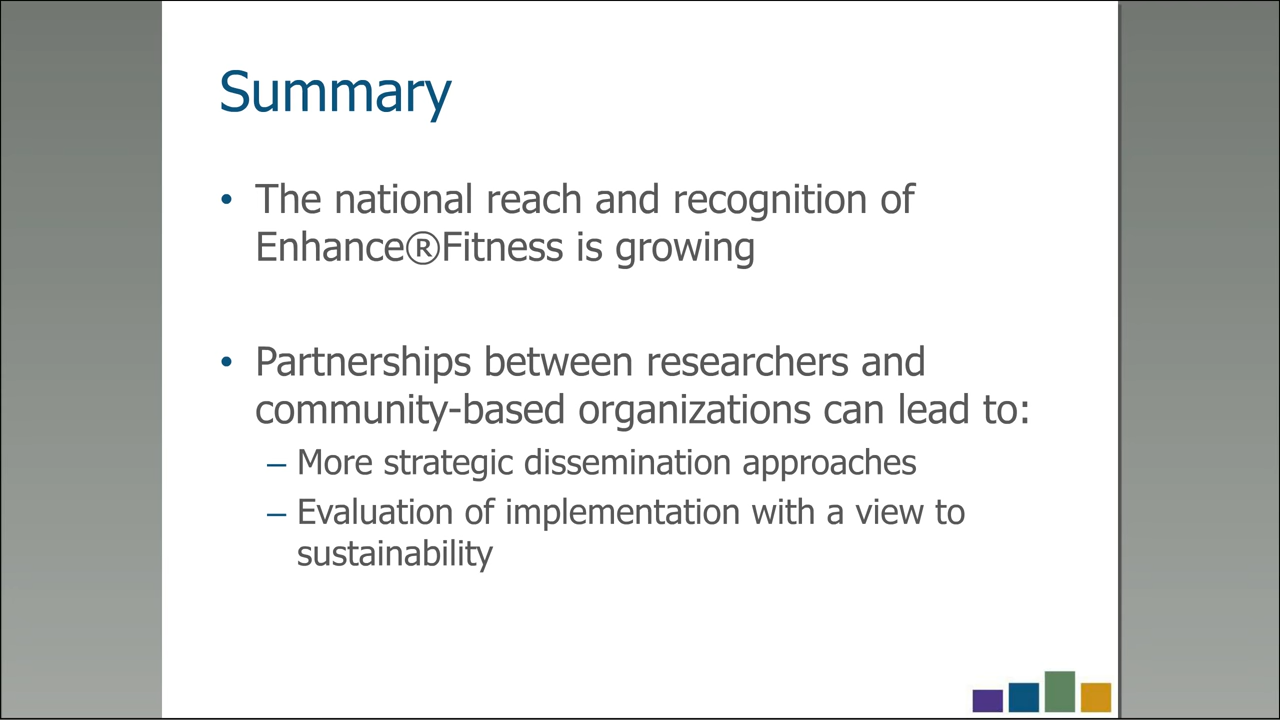 Summary
• The national reach and recognition of
Enhance®Fitness is growing
• Partnerships between researchers and
community-based organizations can lead to:
– More strategic dissemination approaches
– Evaluation of implementation with a view to
sustainability